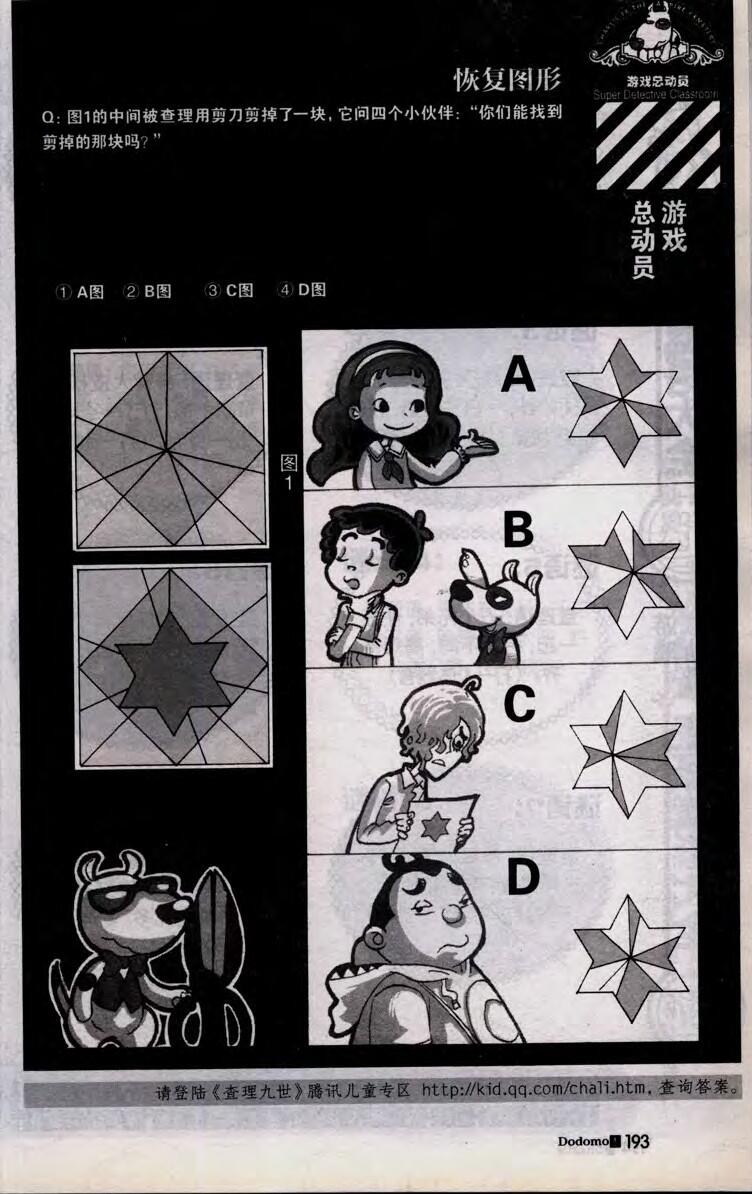 恢复图形
游戏总动员
Super Detective Classroom
Q: 图1的中间被查理用剪刀剪掉了一块，它问四个小伙伴：“你们能找到
剪掉的那块吗？”
游戏
总动员
① A图 ② B图 ③ C图 ④ D图
图1
A
B
C
D
请登陆《查理九世》腾讯儿童专区 http://kid.qq.com/chali.htm，查询答案。
Dodomo 193